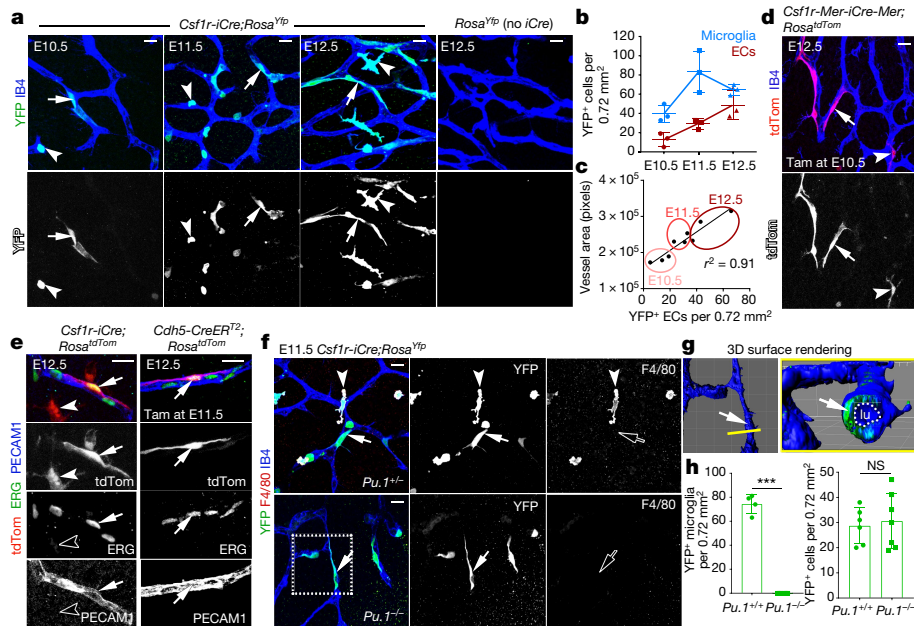 a
Csf1r-iCre;Rosa^Yfp
Rosa^Yfp (no iCre)
YFP IB4
E10.5
E11.5
E12.5
E12.5
YFP
b
Microglia
ECs
YFP⁺ cells per
0.72 mm²
120
100
80
60
40
20
0
E10.5 E11.5 E12.5
c
Vessel area (pixels)
4 × 10⁵
3 × 10⁵
2 × 10⁵
1 × 10⁵
E12.5
E11.5
E10.5
r² = 0.91
0 20 40 60 80
YFP⁺ ECs per 0.72 mm²
d
Csf1r-Mer-iCre-Mer;
Rosa^tdTom
E12.5
tdTom IB4
Tam at E10.5
tdTom
e
Csf1r-iCre;
Rosa^tdTom
Cdh5-CreER^T2;
Rosa^tdTom
E12.5
E12.5
Tam at E11.5
tdTom ERG PECAM1
tdTom
tdTom
ERG
ERG
PECAM1
PECAM1
f
E11.5 Csf1r-iCre;Rosa^Yfp
YFP F4/80 IB4
YFP
F4/80
Pu.1⁺/⁻
YFP
F4/80
Pu.1⁻/⁻
g
3D surface rendering
lu
h
YFP⁺ microglia
per 0.72 mm²
100
80
60
40
20
0
***
Pu.1⁺/⁺ Pu.1⁻/⁻
YFP⁺ cells per 0.72 mm²
50
40
30
20
10
0
NS
Pu.1⁺/⁺ Pu.1⁻/⁻